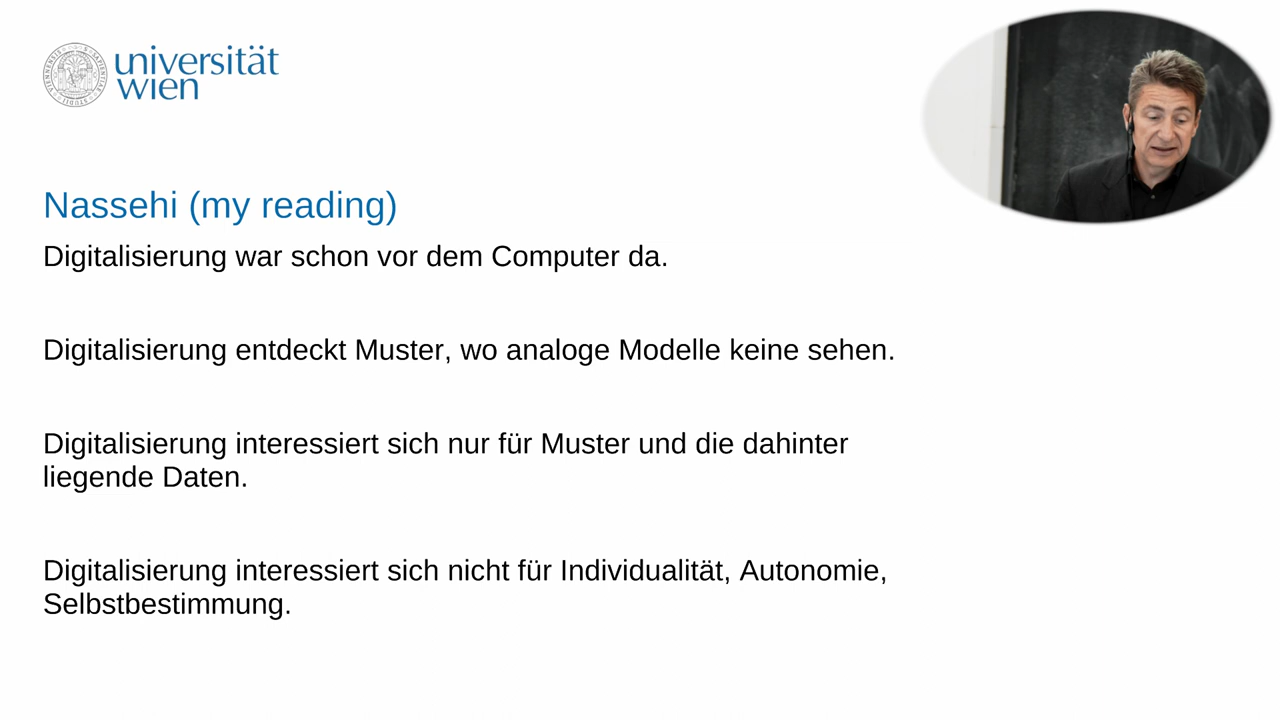 universität
wien
Nassehi (my reading)
Digitalisierung war schon vor dem Computer da.
Digitalisierung entdeckt Muster, wo analoge Modelle keine sehen.
Digitalisierung interessiert sich nur für Muster und die dahinter
liegende Daten.
Digitalisierung interessiert sich nicht für Individualität, Autonomie,
Selbstbestimmung.